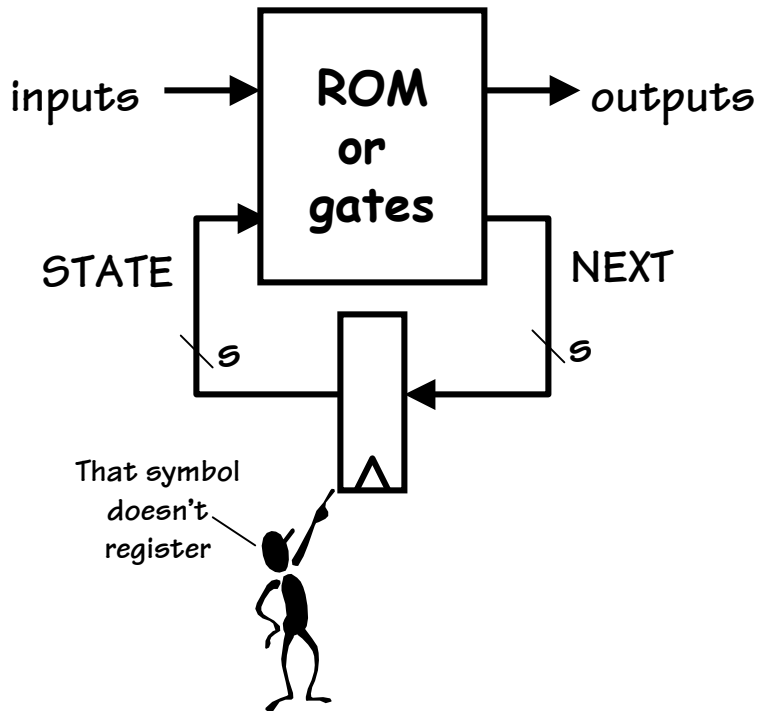 inputs
ROM
or
gates
outputs
STATE
NEXT
s
s
That symbol
doesn't
register